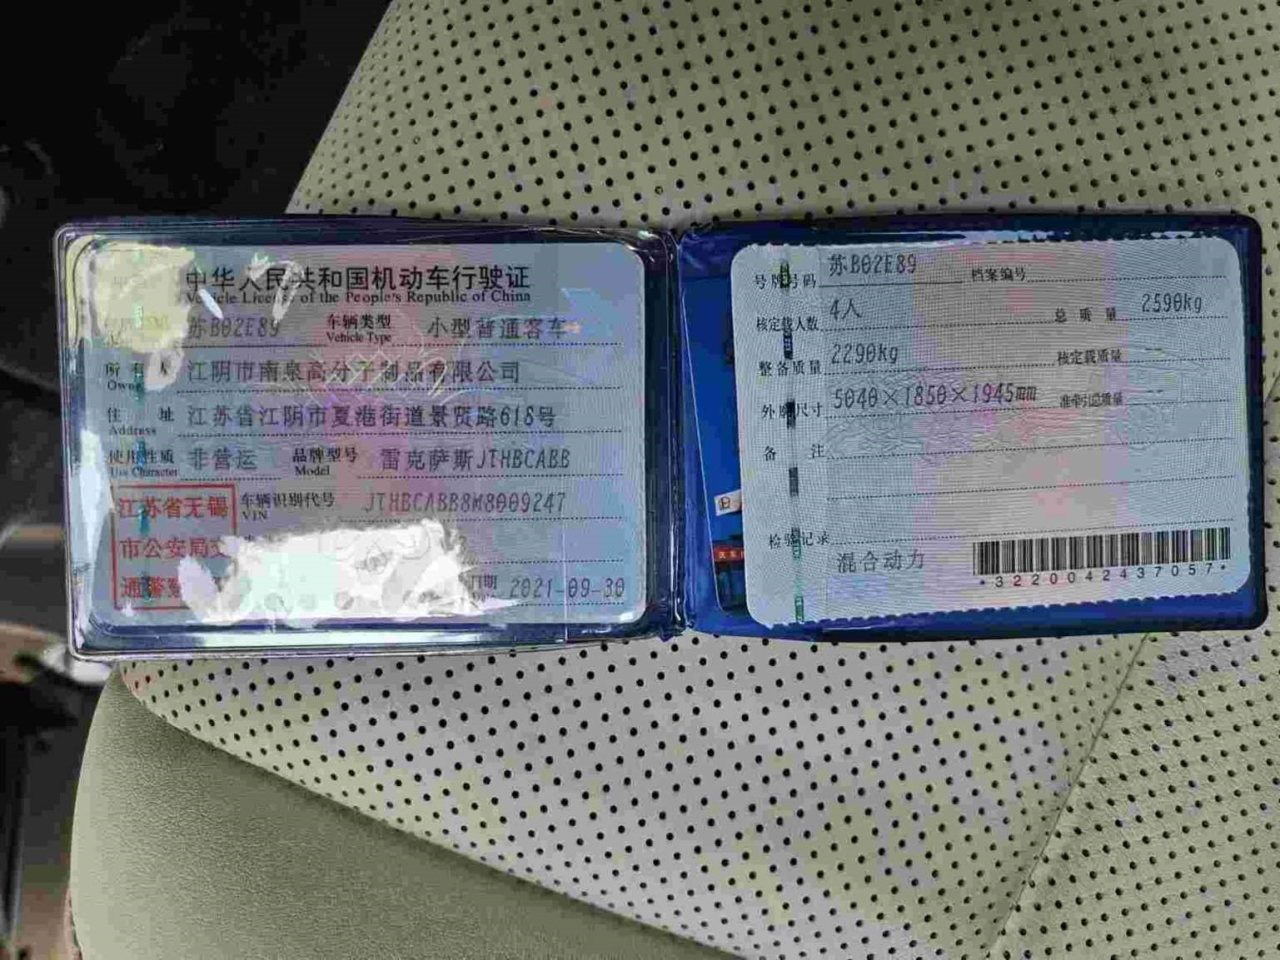 中华人民共和国机动车行驶证
Vehicle License of the People's Republic of China
苏B02E89 车辆类型 Vehicle Type 小型普通客车
所有人 Owner 江阴市南泉高分子制品有限公司
住址 Address 江苏省江阴市夏港街道景贤路618号
使用性质 Use Character 非营运 品牌型号 Model 雷克萨斯JTHBCABB
江苏省无锡 车辆识别代号 VIN JTHBCABB8M8009247
市公安局交
通警察 日期 2021-09-30
号牌号码 苏B02E89 档案编号
核定载人数 4人 总质量 2590kg
整备质量 2290kg 核定载质量 --
外廓尺寸 5040×1850×1945mm 准牵引总质量 --
备注
检验记录 混合动力
*3220042437057*
日